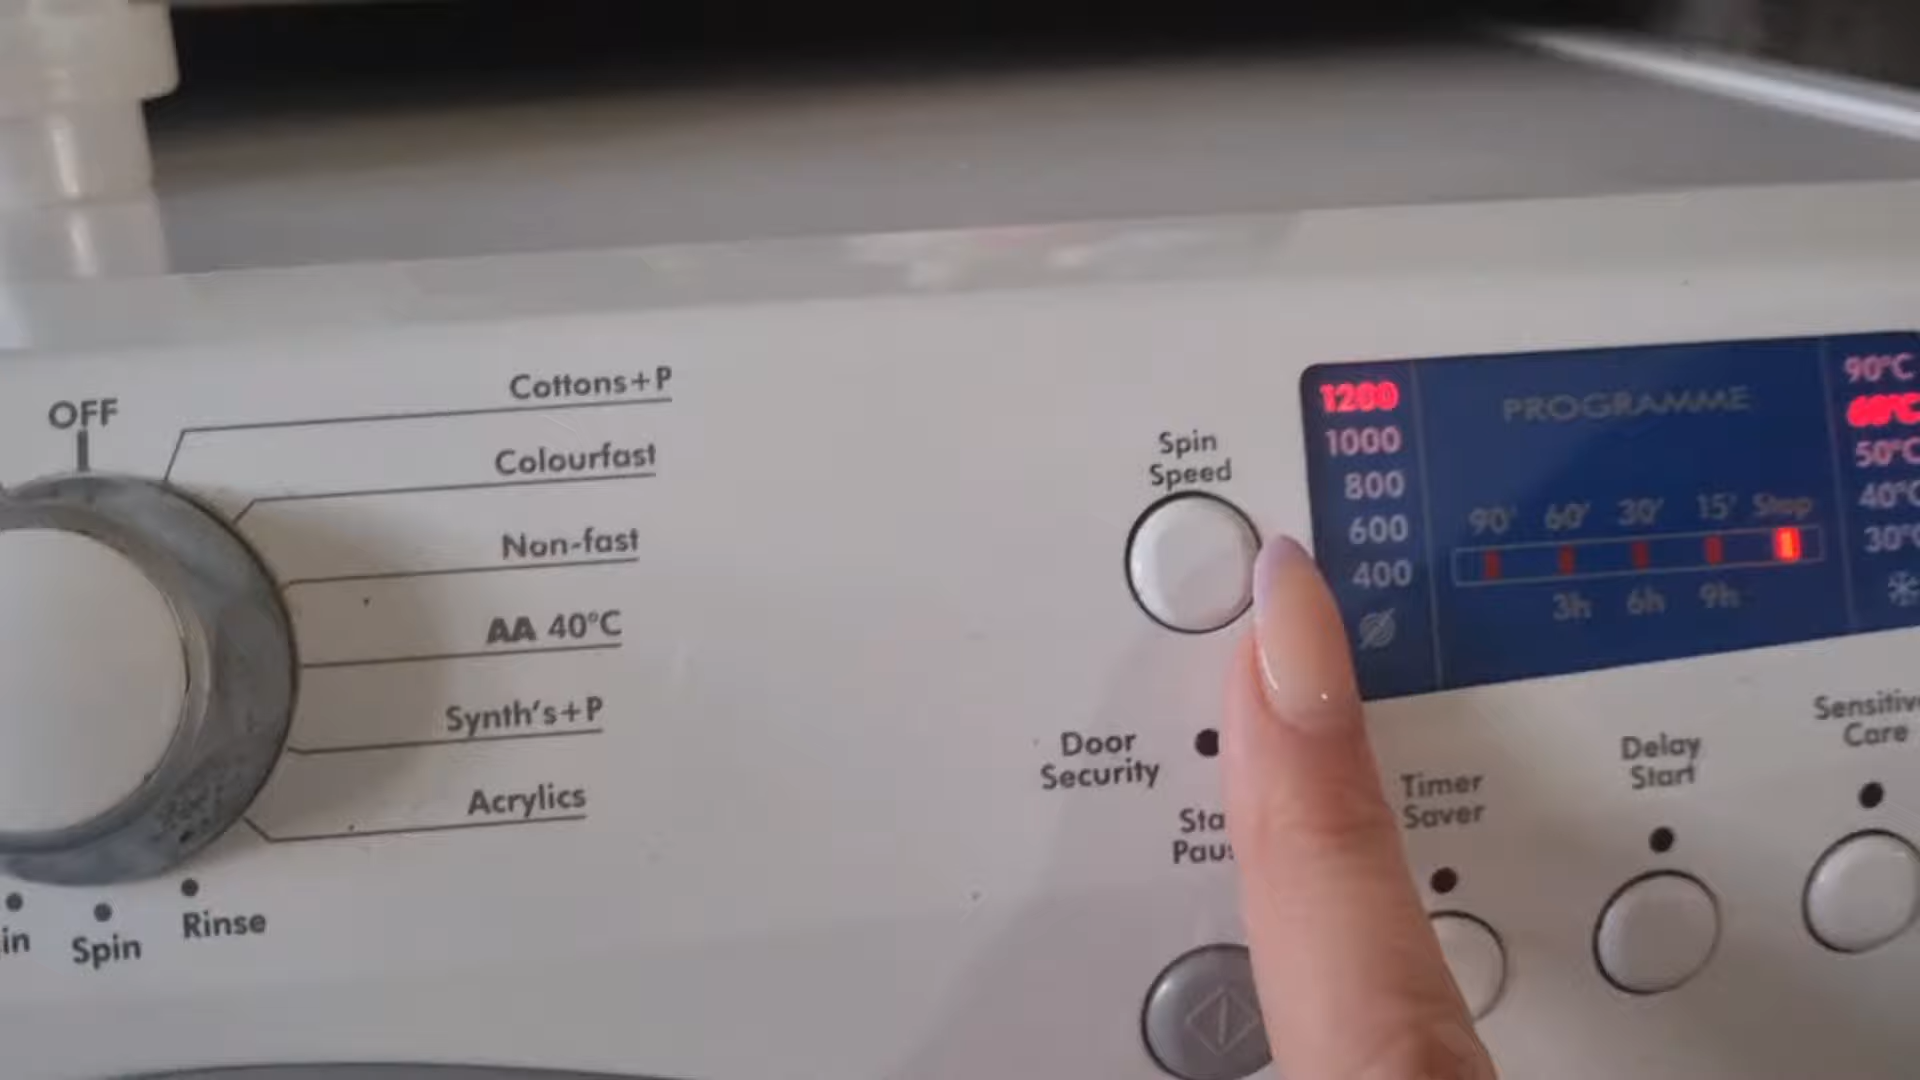 OFF
Cottons+P
Colourfast
Non-fast
AA 40°C
Synth's+P
Acrylics
Rinse
Spin
Spin
Speed
1200
1000
800
600
400
PROGRAMME
90' 60' 30' 15' Stop
3h 6h 9h
90°C
60°C
50°C
40°C
30°C
Door
Security
Timer
Saver
Delay
Start
Sensitive
Care